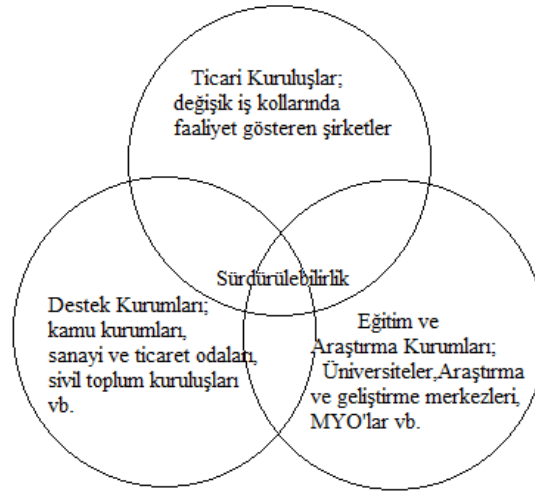 Ticari Kuruluşlar;
değişik iş kollarında
faaliyet gösteren şirketler
Sürdürülebilirlik
Destek Kurumları;
kamu kurumları,
sanayi ve ticaret odaları,
sivil toplum kuruluşları
vb.
Eğitim ve
Araştırma Kurumları;
Üniversiteler,Araştırma
ve geliştirme merkezleri,
MYO'lar vb.